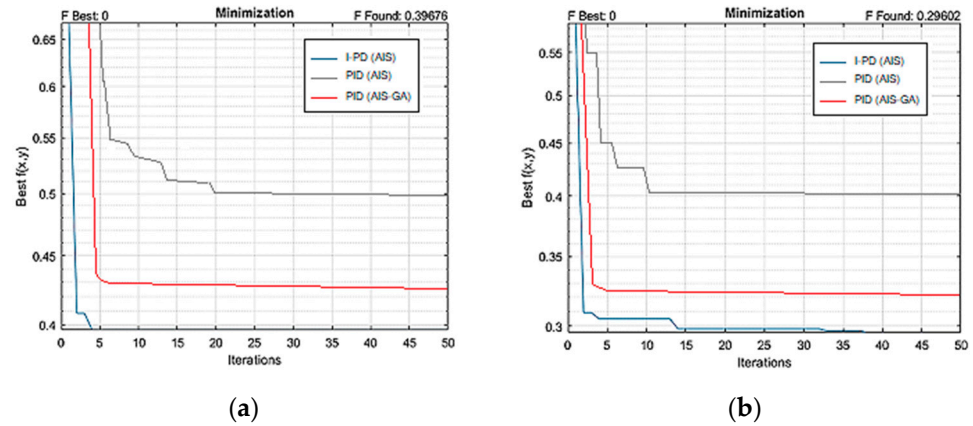 F Best: 0 Minimization F Found: 0.39676
I-PD (AIS)
PID (AIS)
PID (AIS-GA)
Best f(x,y)
0.65
0.6
0.55
0.5
0.45
0.4
0 5 10 15 20 25 30 35 40 45 50
Iterations
(a)
F Best: 0 Minimization F Found: 0.29602
I-PD (AIS)
PID (AIS)
PID (AIS-GA)
Best f(x,y)
0.55
0.5
0.45
0.4
0.35
0.3
0 5 10 15 20 25 30 35 40 45 50
Iterations
(b)